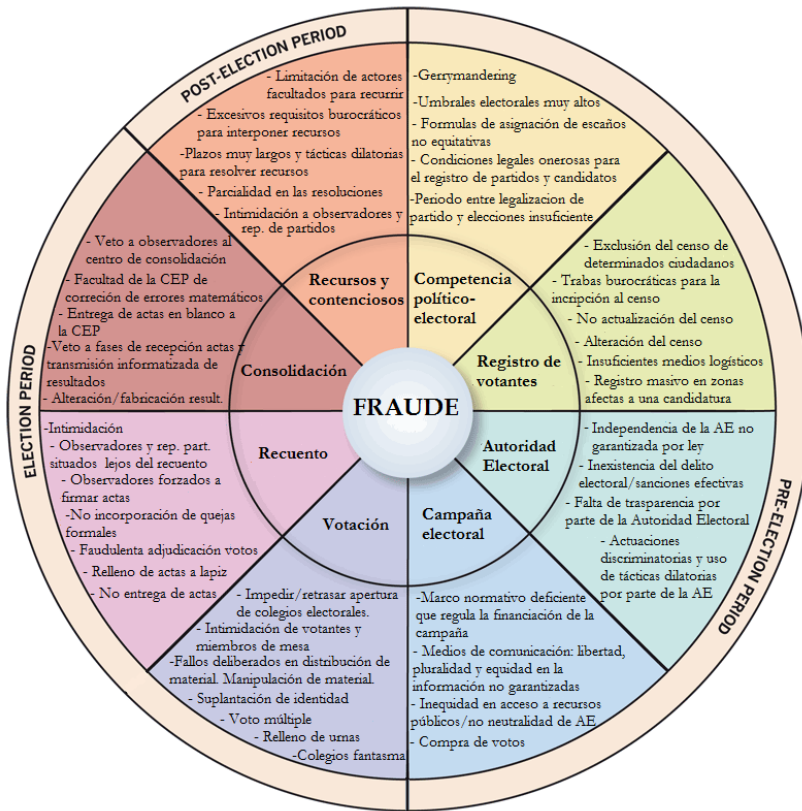 POST-ELECTION PERIOD
- Limitación de actores
facultados para recurrir
- Excesivos requisitos burocráticos
para interponer recursos
-Plazos muy largos y tácticas dilatorias
para resolver recursos
- Parcialidad en las resoluciones
- Intimidación a observadores y
rep. de partidos
Recursos y
contenciosos
-Gerrymandering
-Umbrales electorales muy altos
- Formulas de asignación de escaños
no equitativas
- Condiciones legales onerosas para
el registro de partidos y candidatos
-Periodo entre legalizacion de
partido y elecciones insuficiente
Competencia
político-
electoral
- Exclusión del censo de
determinados ciudadanos
- Trabas burocráticas para la
incripción al censo
- No actualización del censo
- Alteración del censo
- Insuficientes medios logísticos
- Registro masivo en zonas
afectas a una candidatura
Registro de
votantes
- Independencia de la AE no
garantizada por ley
- Inexistencia del delito
electoral/sanciones efectivas
- Falta de trasparencia por
parte de la Autoridad Electoral
- Actuaciones
discriminatorias y uso
de tácticas dilatorias
por parte de la AE
Autoridad
Electoral
PRE-ELECTION PERIOD
- Marco normativo deficiente
que regula la financiación de la
campaña
- Medios de comunicación: libertad,
pluralidad y equidad en la
información no garantizadas
- Inequidad en acceso a recursos
públicos/no neutralidad de AE
- Compra de votos
Campaña
electoral
- Impedir/retrasar apertura
de colegios electorales.
- Intimidación de votantes y
miembros de mesa
-Fallos deliberados en distribución de
material. Manipulación de material.
- Suplantación de identidad
- Voto múltiple
- Relleno de urnas
-Colegios fantasma
Votación
-Intimidación
- Observadores y rep. part.
situados lejos del recuento
- Observadores forzados a
firmar actas
-No incorporación de quejas
formales
- Faudulenta adjudicación votos
- Relleno de actas a lapiz
- No entrega de actas
Recuento
- Veto a observadores al
centro de consolidación
- Facultad de la CEP de
correción de errores matemáticos
- Entrega de actas en blanco a
la CEP
-Veto a fases de recepción actas y
transmisión informatizada de
resultados
- Alteración/fabricación result.
Consolidación
ELECTION PERIOD
FRAUDE